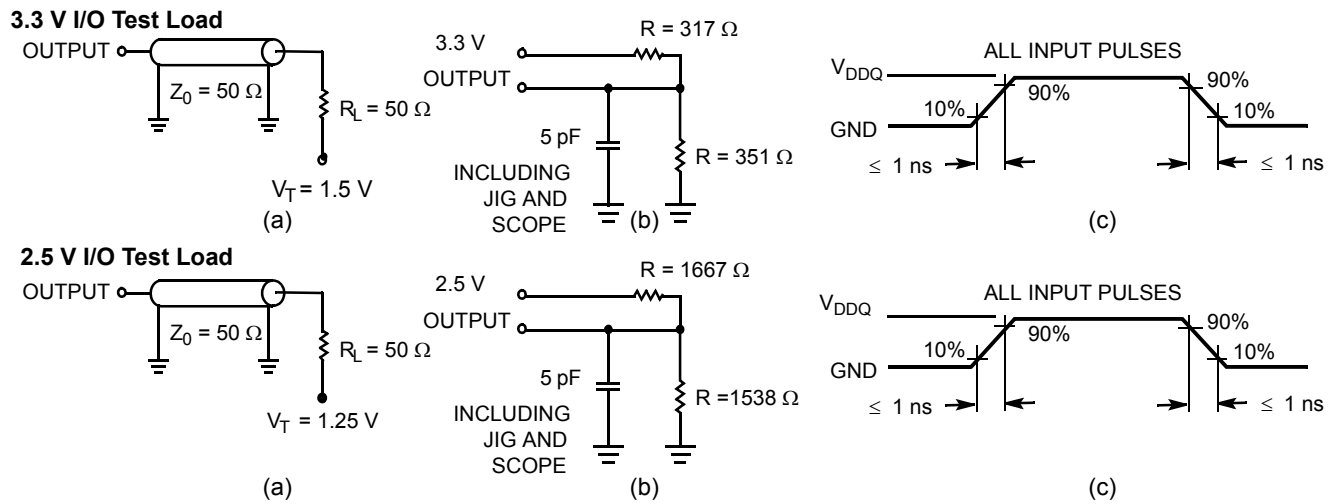 3.3 V I/O Test Load
OUTPUT
Z0 = 50 Ω
RL = 50 Ω
VT = 1.5 V
(a)
3.3 V
OUTPUT
R = 317 Ω
5 pF
INCLUDING
JIG AND
SCOPE
R = 351 Ω
(b)
ALL INPUT PULSES
VDDQ
GND
10%
90%
90%
10%
≤ 1 ns
≤ 1 ns
(c)
2.5 V I/O Test Load
OUTPUT
Z0 = 50 Ω
RL = 50 Ω
VT = 1.25 V
(a)
2.5 V
OUTPUT
R = 1667 Ω
5 pF
INCLUDING
JIG AND
SCOPE
R =1538 Ω
(b)
ALL INPUT PULSES
VDDQ
GND
10%
90%
90%
10%
≤ 1 ns
≤ 1 ns
(c)